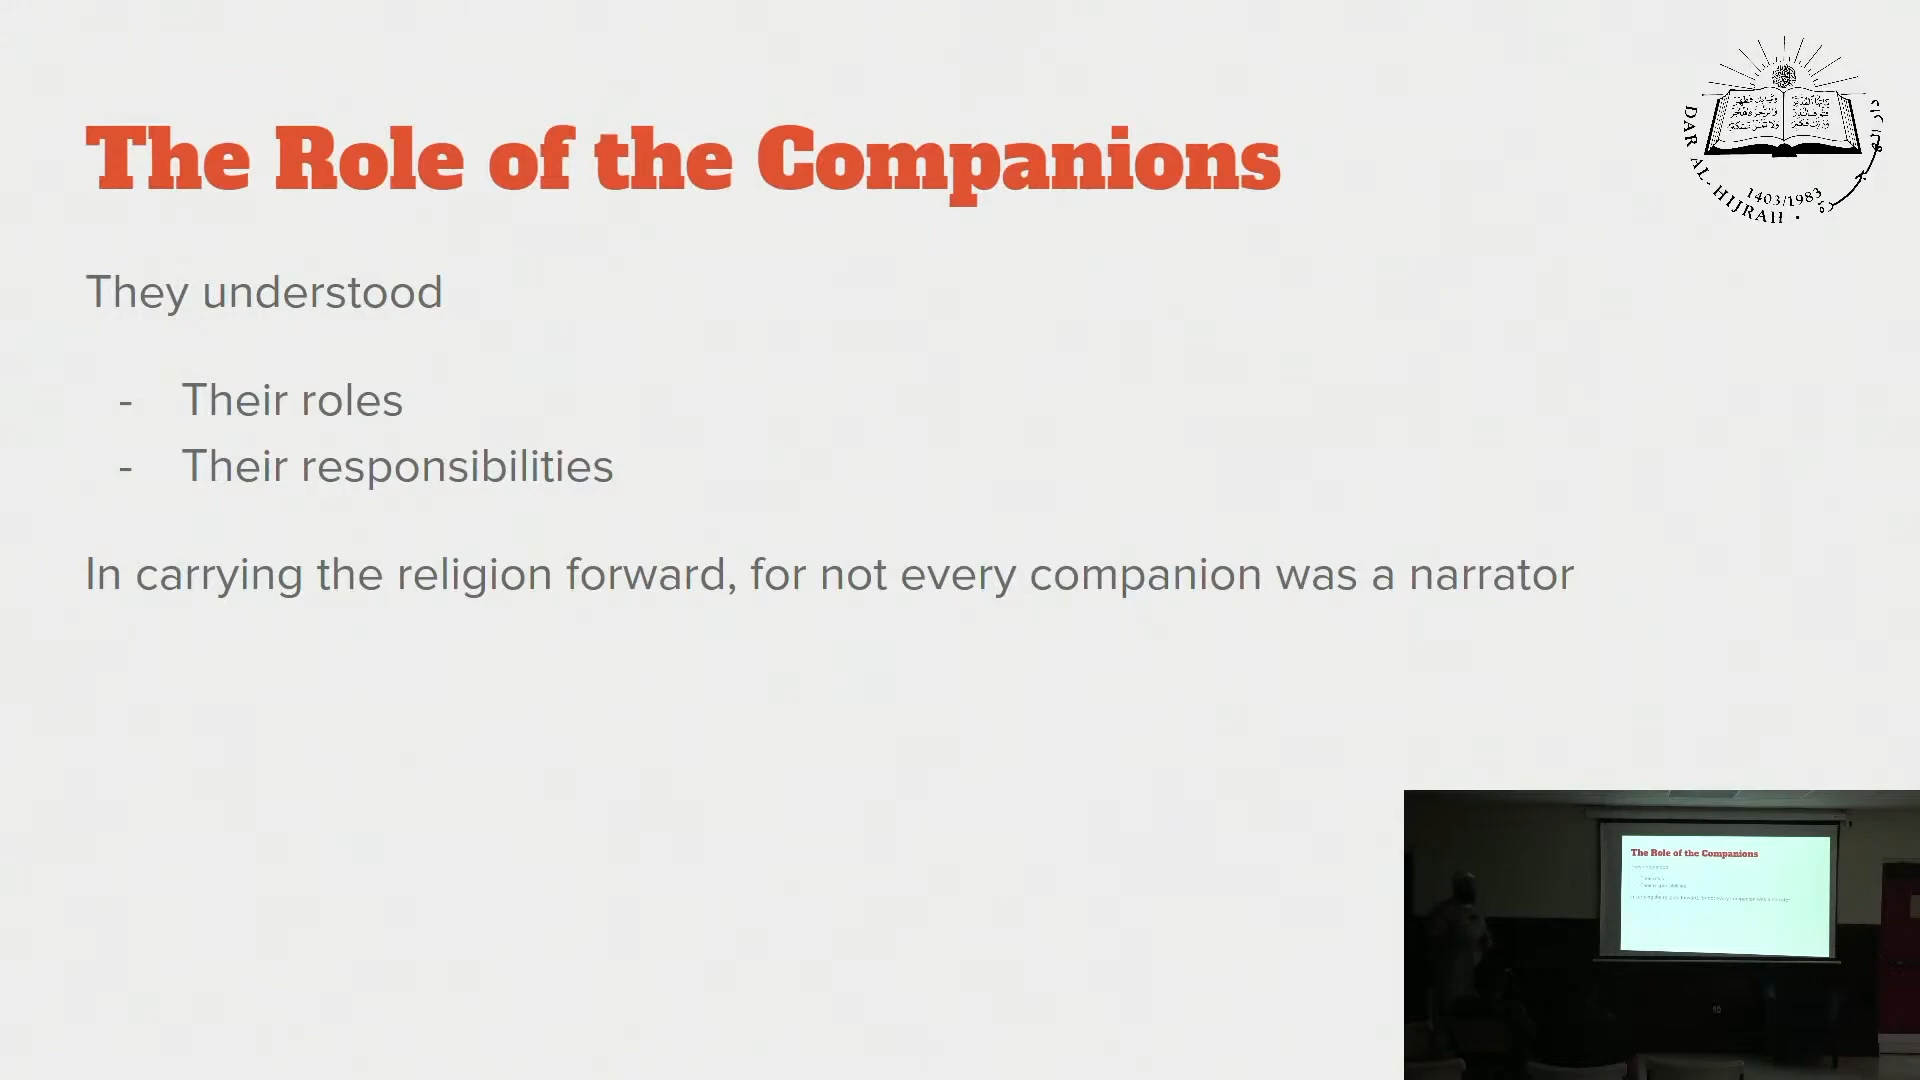 The Role of the Companions
They understood
- Their roles
- Their responsibilities
In carrying the religion forward, for not every companion was a narrator
DAR AL-HIJRAH
1403/1983
The Role of the Companions